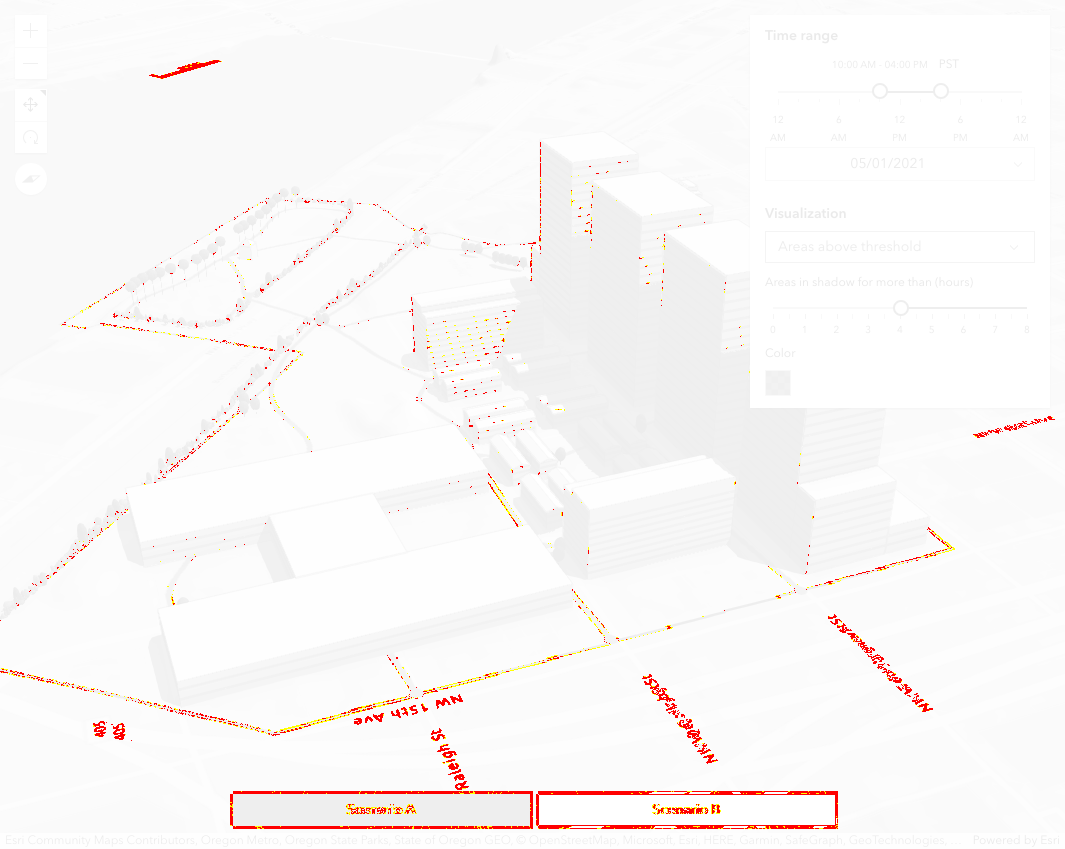 Time range
10:00 AM - 04:00 PM PST
12 6 12 6 12
AM AM PM PM AM
05/01/2021
Visualization
Areas above threshold
Areas in shadow for more than (hours)
0 1 2 3 4 5 6 7 8
Color
NW 15th Ave
Raleigh St
405
405
Scenario A
Scenario B
Esri Community Maps Contributors, Oregon Metro, Oregon State Parks, State of Oregon GEO, © OpenStreetMap, Microsoft, Esri, HERE, Garmin, SafeGraph, GeoTechnologies, ...
Powered by Esri